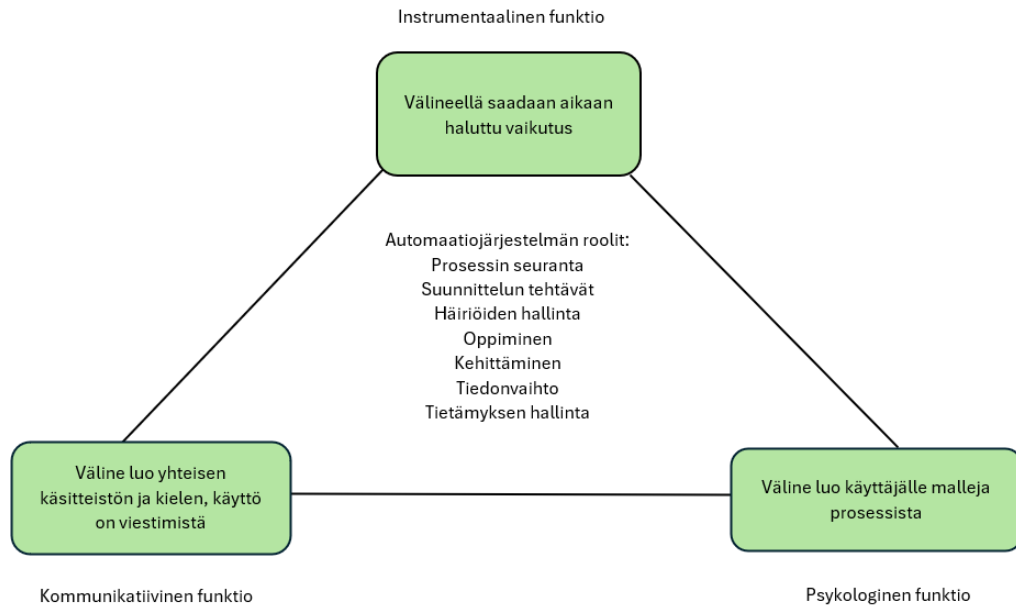 Instrumentaalinen funktio
Välineellä saadaan aikaan
haluttu vaikutus
Automaatiojärjestelmän roolit:
Prosessin seuranta
Suunnittelun tehtävät
Häiriöiden hallinta
Oppiminen
Kehittäminen
Tiedonvaihto
Tietämyksen hallinta
Väline luo yhteisen
käsitteistön ja kielen, käyttö
on viestimistä
Väline luo käyttäjälle malleja
prosessista
Kommunikatiivinen funktio
Psykologinen funktio